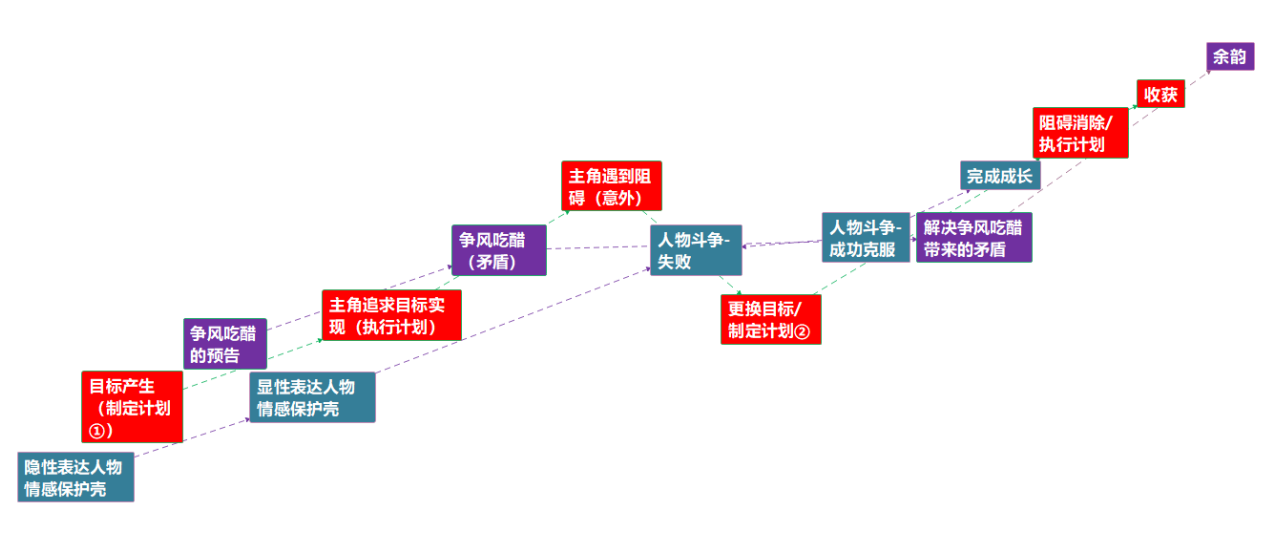 余韵
收获
阻碍消除/
执行计划
完成成长
主角遇到阻
碍（意外）
人物斗争-
成功克服
解决争风吃醋
带来的矛盾
争风吃醋
（矛盾）
人物斗争-
失败
主角追求目标实
现（执行计划）
更换目标/
制定计划②
争风吃醋
的预告
目标产生
（制定计划
①）
显性表达人物
情感保护壳
隐性表达人物
情感保护壳